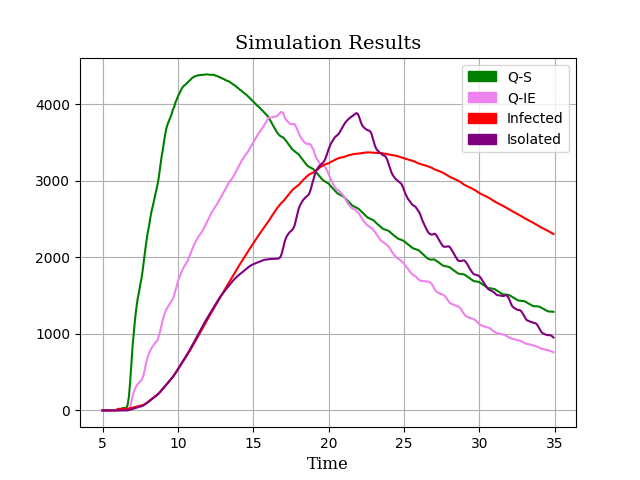 Simulation Results
Q-S
Q-IE
Infected
Isolated
4000
3000
2000
1000
0
5 10 15 20 25 30 35
Time